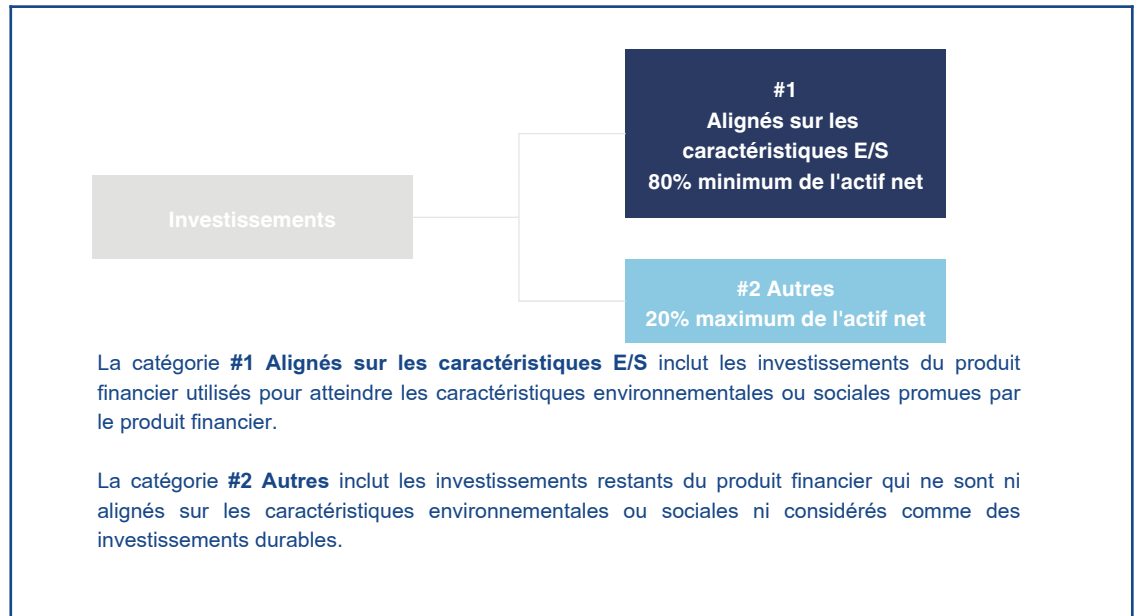 #1
Alignés sur les
caractéristiques E/S
80% minimum de l'actif net
Investissements
#2 Autres
20% maximum de l'actif net
La catégorie #1 Alignés sur les caractéristiques E/S inclut les investissements du produit
financier utilisés pour atteindre les caractéristiques environnementales ou sociales promues par
le produit financier.
La catégorie #2 Autres inclut les investissements restants du produit financier qui ne sont ni
alignés sur les caractéristiques environnementales ou sociales ni considérés comme des
investissements durables.